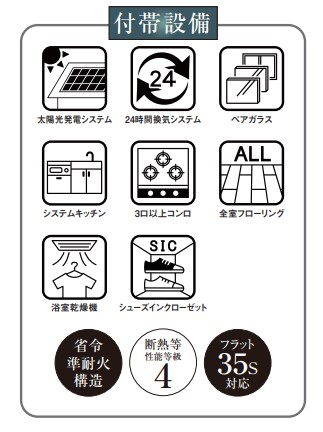 付帯設備
24
太陽光発電システム
24時間換気システム
ペアガラス
ALL
システムキッチン
3口以上コンロ
全室フローリング
SIC
浴室乾燥機
シューズインクローゼット
省令
準耐火
構造
断熱等
性能等級
4
フラット
35S
対応